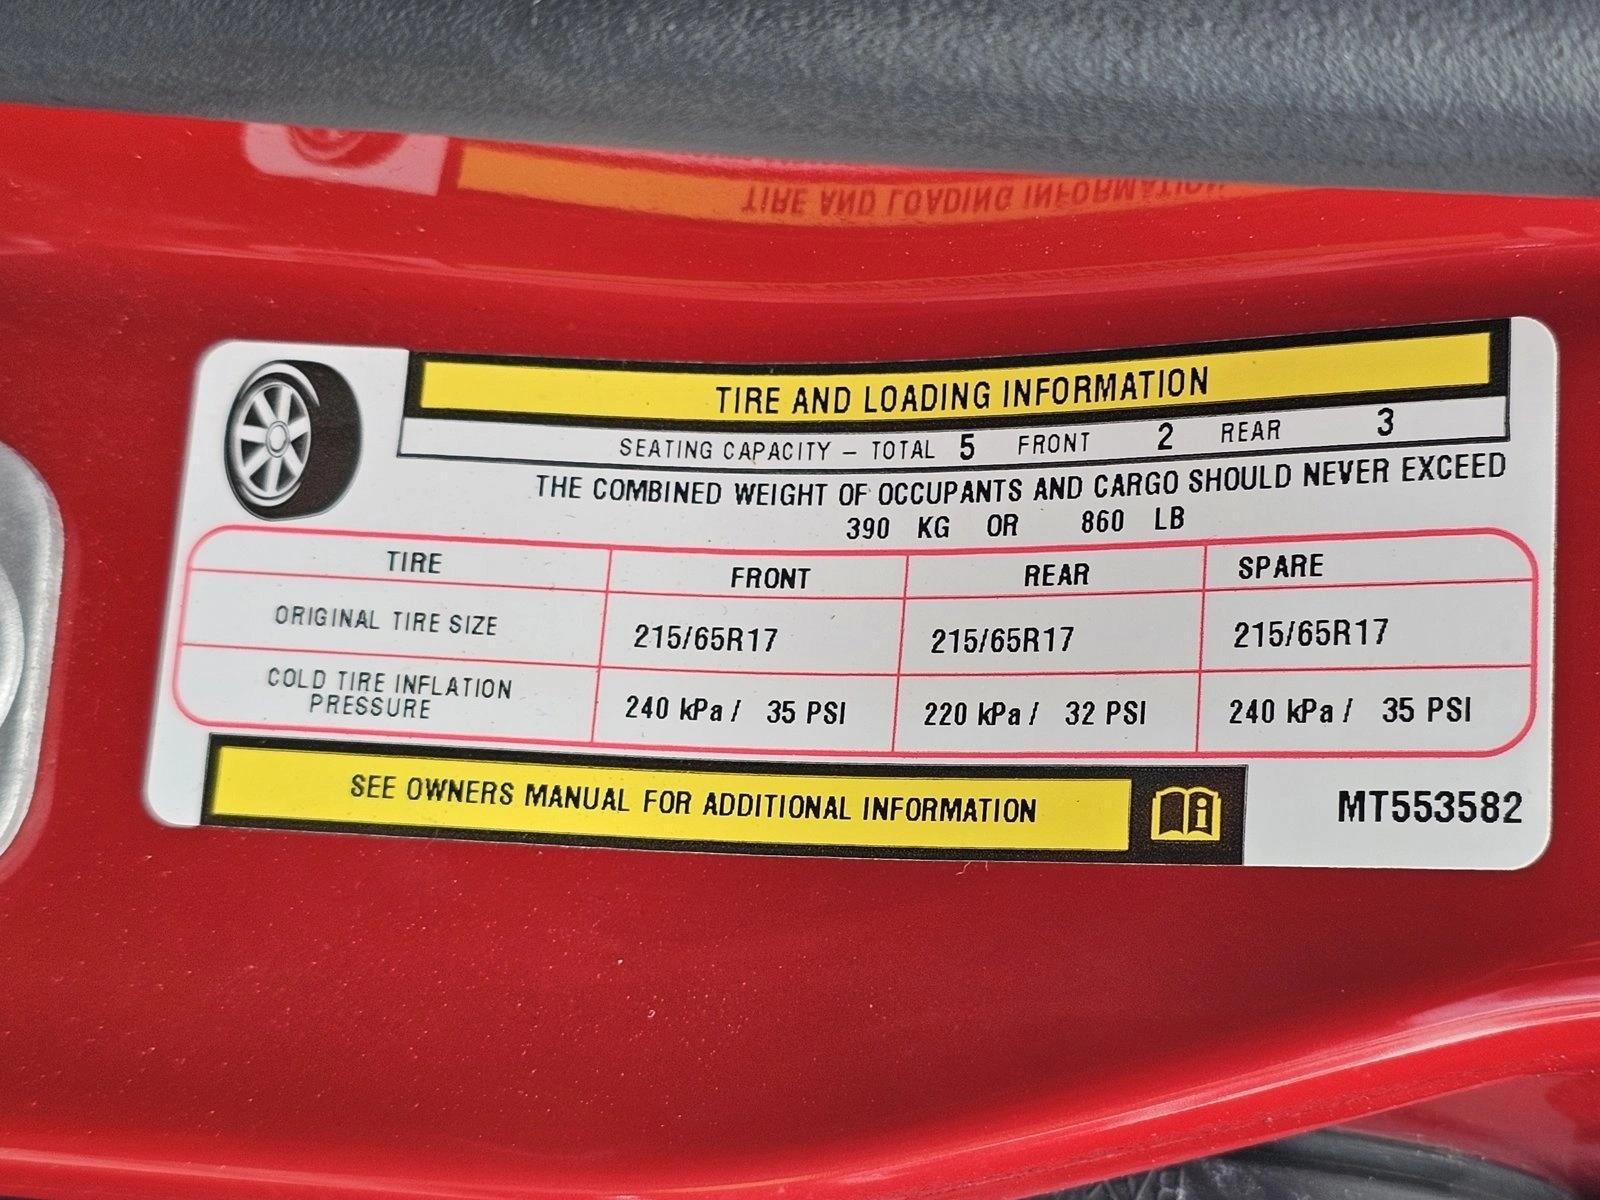 TIRE AND LOADING INFORMATION
TIRE AND LOADING INFORMATION
SEATING CAPACITY – TOTAL 5 FRONT 2 REAR 3
THE COMBINED WEIGHT OF OCCUPANTS AND CARGO SHOULD NEVER EXCEED
390 KG OR 860 LB
TIRE FRONT REAR SPARE
ORIGINAL TIRE SIZE 215/65R17 215/65R17 215/65R17
COLD TIRE INFLATION
PRESSURE 240 kPa / 35 PSI 220 kPa / 32 PSI 240 kPa / 35 PSI
SEE OWNERS MANUAL FOR ADDITIONAL INFORMATION
MT553582